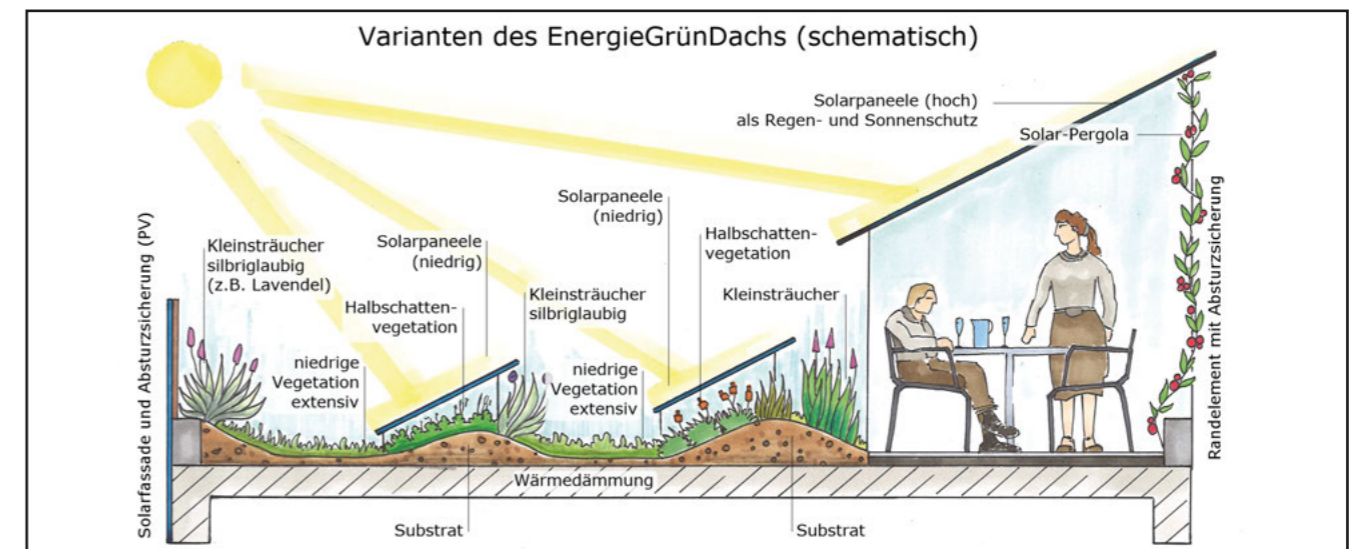 Varianten des EnergieGrünDachs (schematisch)
Solarpaneele (hoch)
als Regen- und Sonnenschutz
Solar-Pergola
Solarpaneele
(niedrig)
Halbschatten-
vegetation
Kleinsträucher
Kleinsträucher
silbriglaubig
(z.B. Lavendel)
Solarpaneele
(niedrig)
Halbschatten-
vegetation
Kleinsträucher
silbriglaubig
niedrige
Vegetation
extensiv
niedrige
Vegetation
extensiv
Solarfassade und Absturzsicherung (PV)
Randelement mit Absturzsicherung
Wärmedämmung
Substrat
Substrat